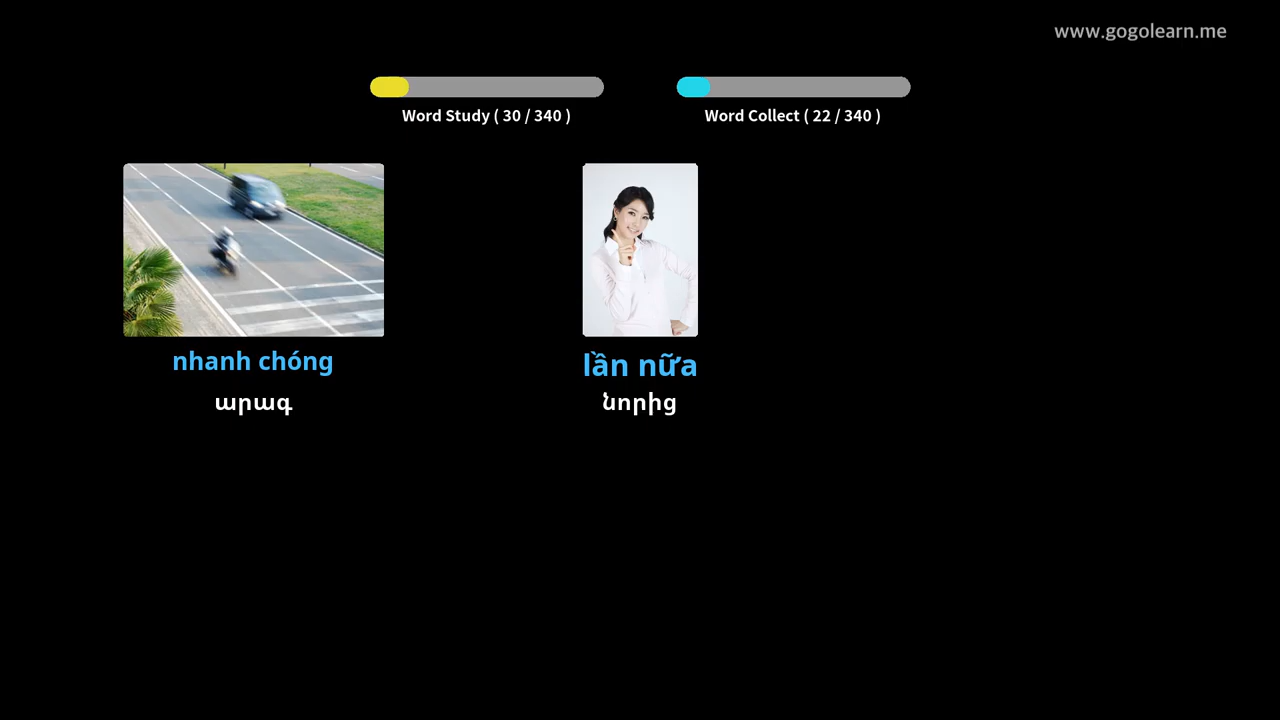 www.gogolearn.me
Word Study ( 30 / 340 )
Word Collect ( 22 / 340 )
nhanh chóng
արագ
lần nữa
նորից